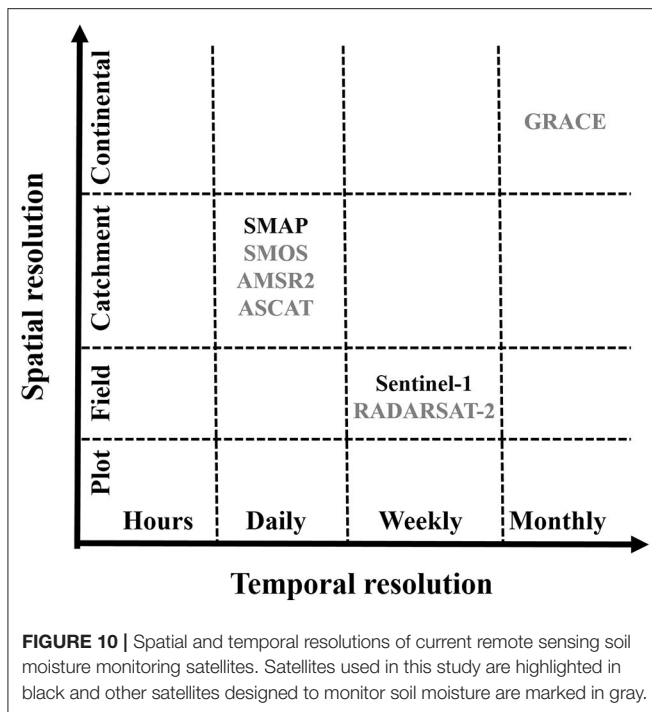 Spatial resolution
Continental
Catchment
Field
Plot
GRACE
SMAP
SMOS
AMSR2
ASCAT
Sentinel-1
RADARSAT-2
Hours Daily Weekly Monthly
Temporal resolution
FIGURE 10 | Spatial and temporal resolutions of current remote sensing soil
moisture monitoring satellites. Satellites used in this study are highlighted in
black and other satellites designed to monitor soil moisture are marked in gray.